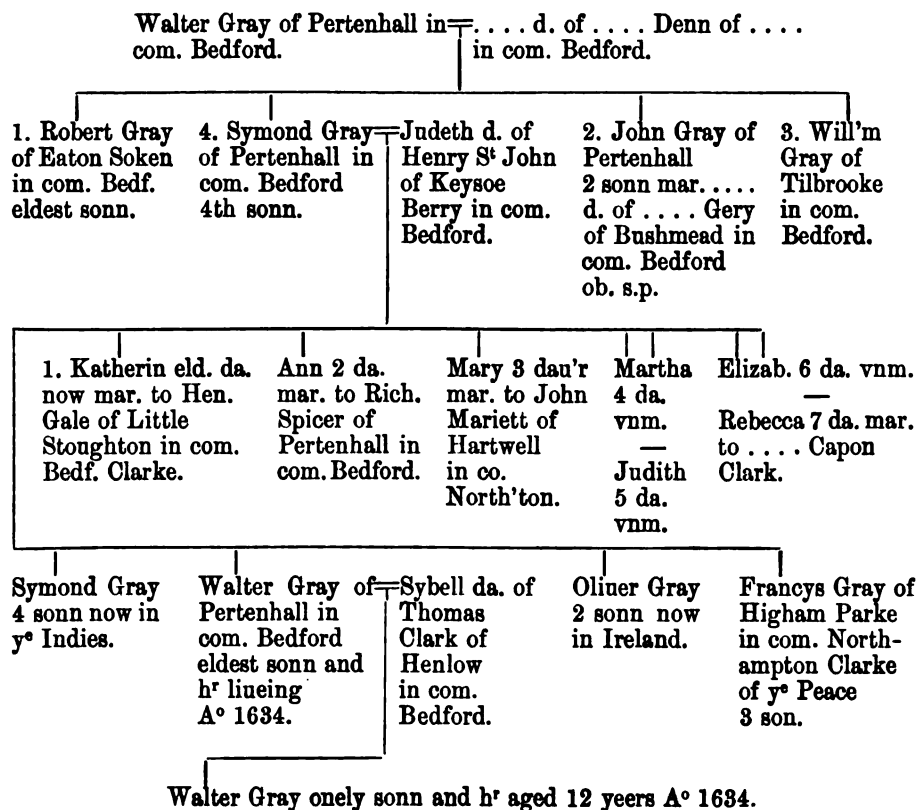 Walter Gray of Pertenhall in
com. Bedford.
. . . . d. of . . . . Denn of . . . .
in com. Bedford.
1. Robert Gray
of Eaton Soken
in com. Bedf.
eldest sonn.
4. Symond Gray
of Pertenhall in
com. Bedford
4th sonn.
Judeth d. of
Henry Sᵗ John
of Keysoe
Berry in com.
Bedford.
2. John Gray of
Pertenhall
2 sonn mar. . . . .
d. of . . . . Gery
of Bushmead in
com. Bedford
ob. s.p.
3. Will'm
Gray of
Tilbrooke
in com.
Bedford.
1. Katherin eld. da.
now mar. to Hen.
Gale of Little
Stoughton in com.
Bedf. Clarke.
Ann 2 da.
mar. to Rich.
Spicer of
Pertenhall in
com. Bedford.
Mary 3 dau'r
mar. to John
Mariett of
Hartwell
in co.
North'ton.
Martha
4 da.
vnm.
—
Judith
5 da.
vnm.
Elizab. 6 da. vnm.
—
Rebecca 7 da. mar.
to . . . . Capon
Clark.
Symond Gray
4 sonn now in
yᵉ Indies.
Walter Gray of
Pertenhall in
com. Bedford
eldest sonn and
hʳ liueing
Aᵒ 1634.
Sybell da. of
Thomas
Clark of
Henlow
in com.
Bedford.
Oliuer Gray
2 sonn now
in Ireland.
Francys Gray of
Higham Parke
in com. North-
ampton Clarke
of yᵉ Peace
3 son.
Walter Gray onely sonn and hʳ aged 12 yeers Aᵒ 1634.